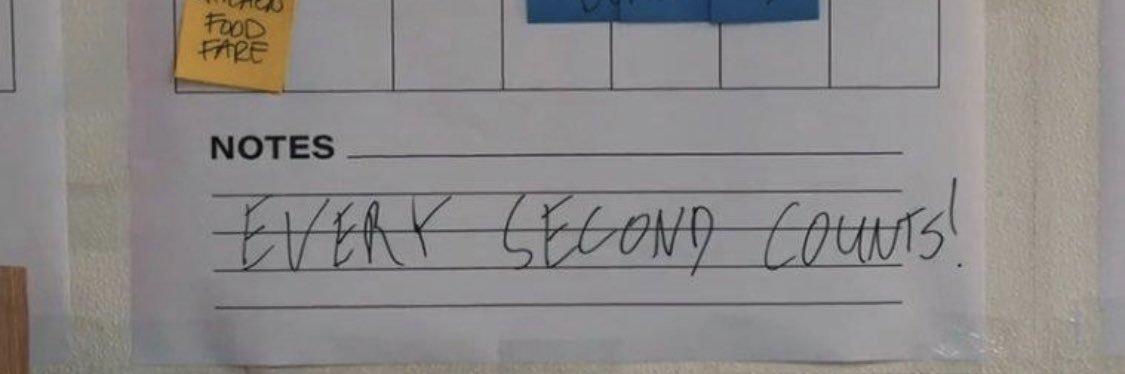 FOOD
FARE
NOTES
EVERY SECOND COUNTS!